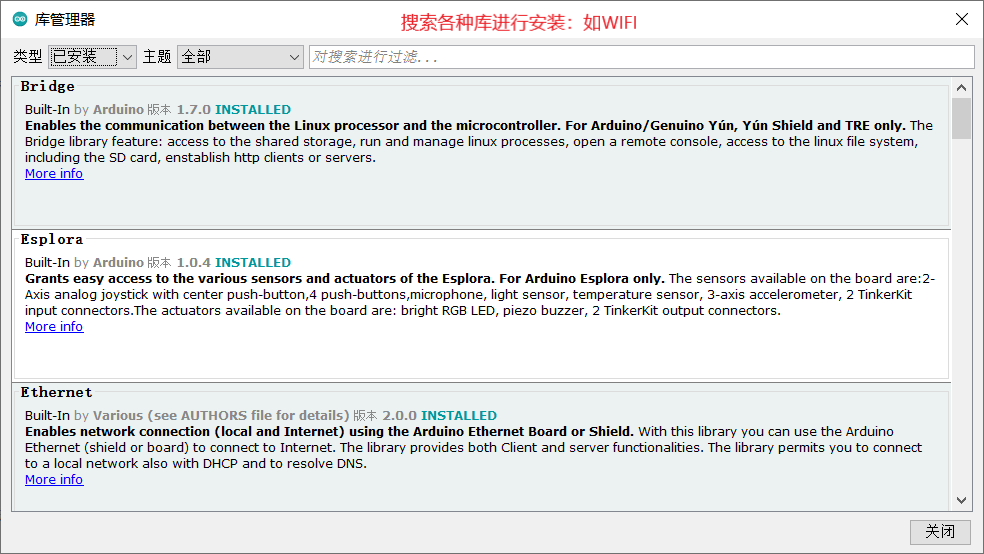 库管理器
搜索各种库进行安装：如WIFI
类型 已安装 主题 全部 对搜索进行过滤...
Bridge
Built-In by Arduino 版本 1.7.0 INSTALLED
Enables the communication between the Linux processor and the microcontroller. For Arduino/Genuino Yún, Yún Shield and TRE only. The
Bridge library feature: access to the shared storage, run and manage linux processes, open a remote console, access to the linux file system,
including the SD card, enstablish http clients or servers.
More info
Esplora
Built-In by Arduino 版本 1.0.4 INSTALLED
Grants easy access to the various sensors and actuators of the Esplora. For Arduino Esplora only. The sensors available on the board are:2-
Axis analog joystick with center push-button,4 push-buttons,microphone, light sensor, temperature sensor, 3-axis accelerometer, 2 TinkerKit
input connectors.The actuators available on the board are: bright RGB LED, piezo buzzer, 2 TinkerKit output connectors.
More info
Ethernet
Built-In by Various (see AUTHORS file for details) 版本 2.0.0 INSTALLED
Enables network connection (local and Internet) using the Arduino Ethernet Board or Shield. With this library you can use the Arduino
Ethernet (shield or board) to connect to Internet. The library provides both Client and server functionalities. The library permits you to connect
to a local network also with DHCP and to resolve DNS.
More info
关闭